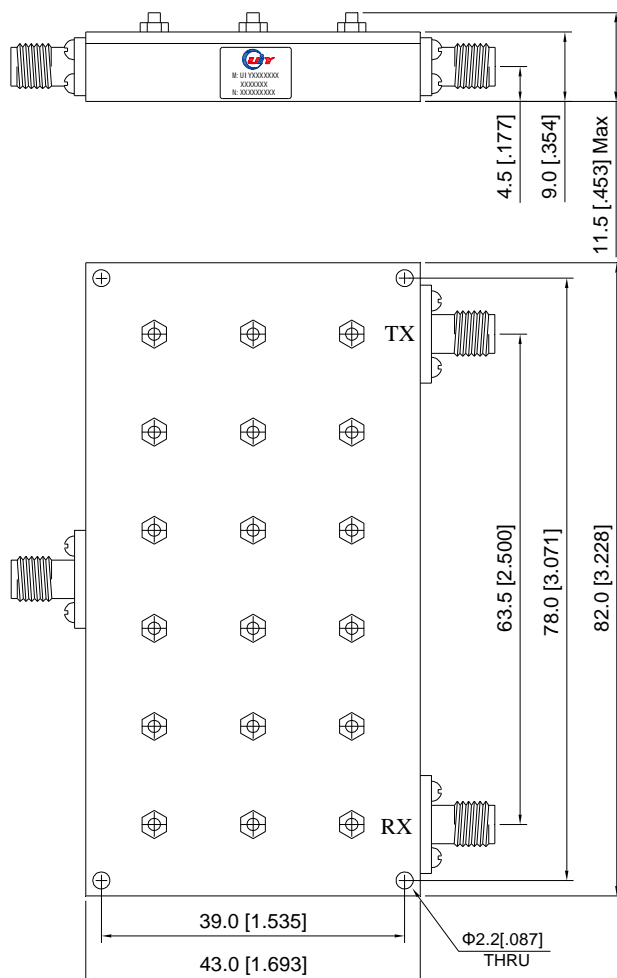 UIY
M: UI YXXXXXXX
XXXXXXX
N: XXXXXXXXX
4.5 [.177]
9.0 [.354]
11.5 [.453] Max
TX
63.5 [2.500]
78.0 [3.071]
82.0 [3.228]
RX
39.0 [1.535]
43.0 [1.693]
Φ2.2[.087]
THRU